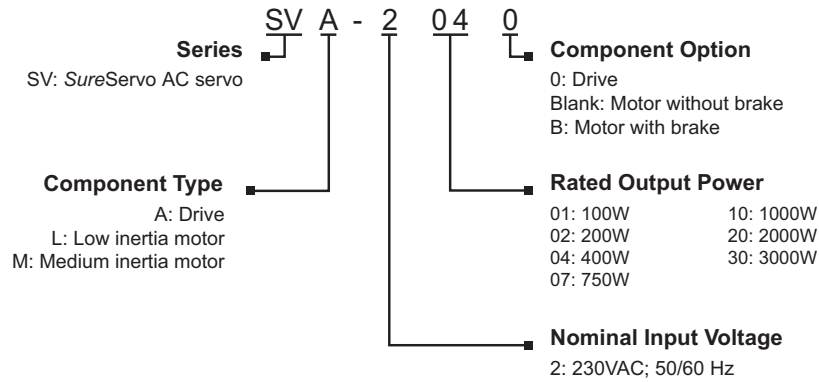 SV A - 2 04 0
Series
SV: SureServo AC servo
Component Option
0: Drive
Blank: Motor without brake
B: Motor with brake
Component Type
A: Drive
L: Low inertia motor
M: Medium inertia motor
Rated Output Power
01: 100W 10: 1000W
02: 200W 20: 2000W
04: 400W 30: 3000W
07: 750W
Nominal Input Voltage
2: 230VAC; 50/60 Hz